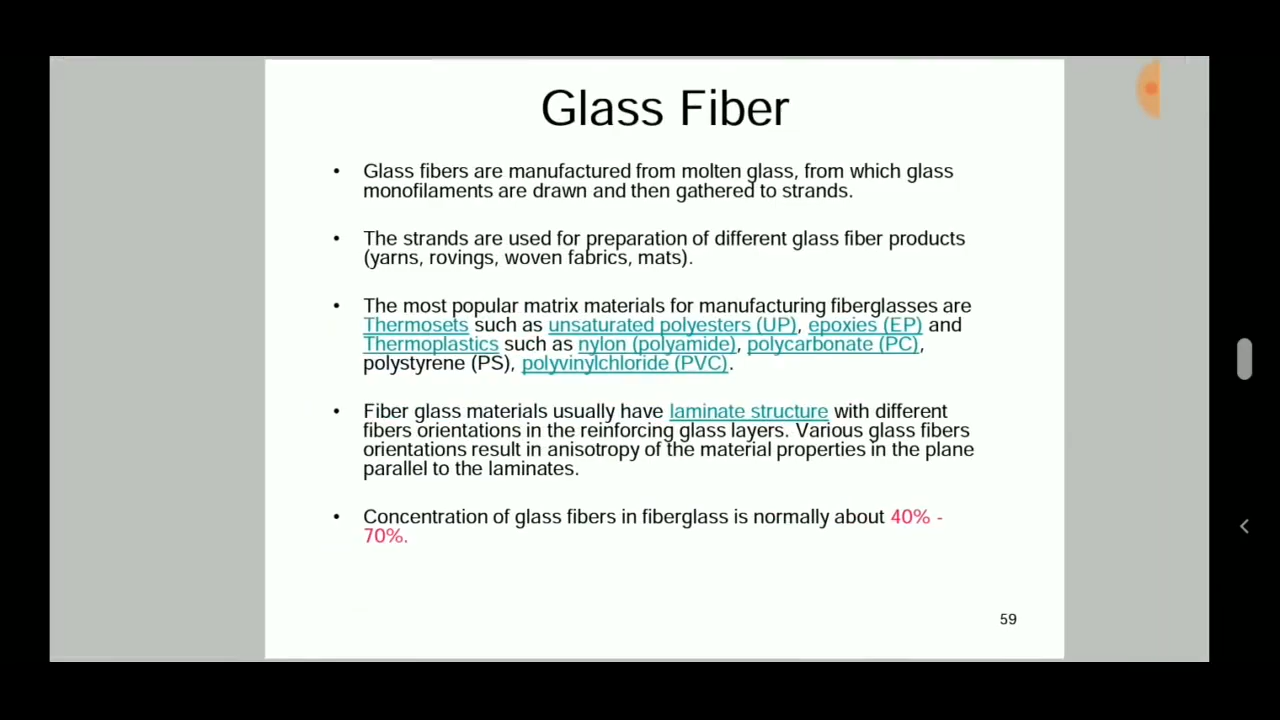 Glass Fiber
• Glass fibers are manufactured from molten glass, from which glass
monofilaments are drawn and then gathered to strands.
• The strands are used for preparation of different glass fiber products
(yarns, rovings, woven fabrics, mats).
• The most popular matrix materials for manufacturing fiberglasses are
Thermosets such as unsaturated polyesters (UP), epoxies (EP) and
Thermoplastics such as nylon (polyamide), polycarbonate (PC),
polystyrene (PS), polyvinylchloride (PVC).
• Fiber glass materials usually have laminate structure with different
fibers orientations in the reinforcing glass layers. Various glass fibers
orientations result in anisotropy of the material properties in the plane
parallel to the laminates.
• Concentration of glass fibers in fiberglass is normally about 40% -
70%.
59